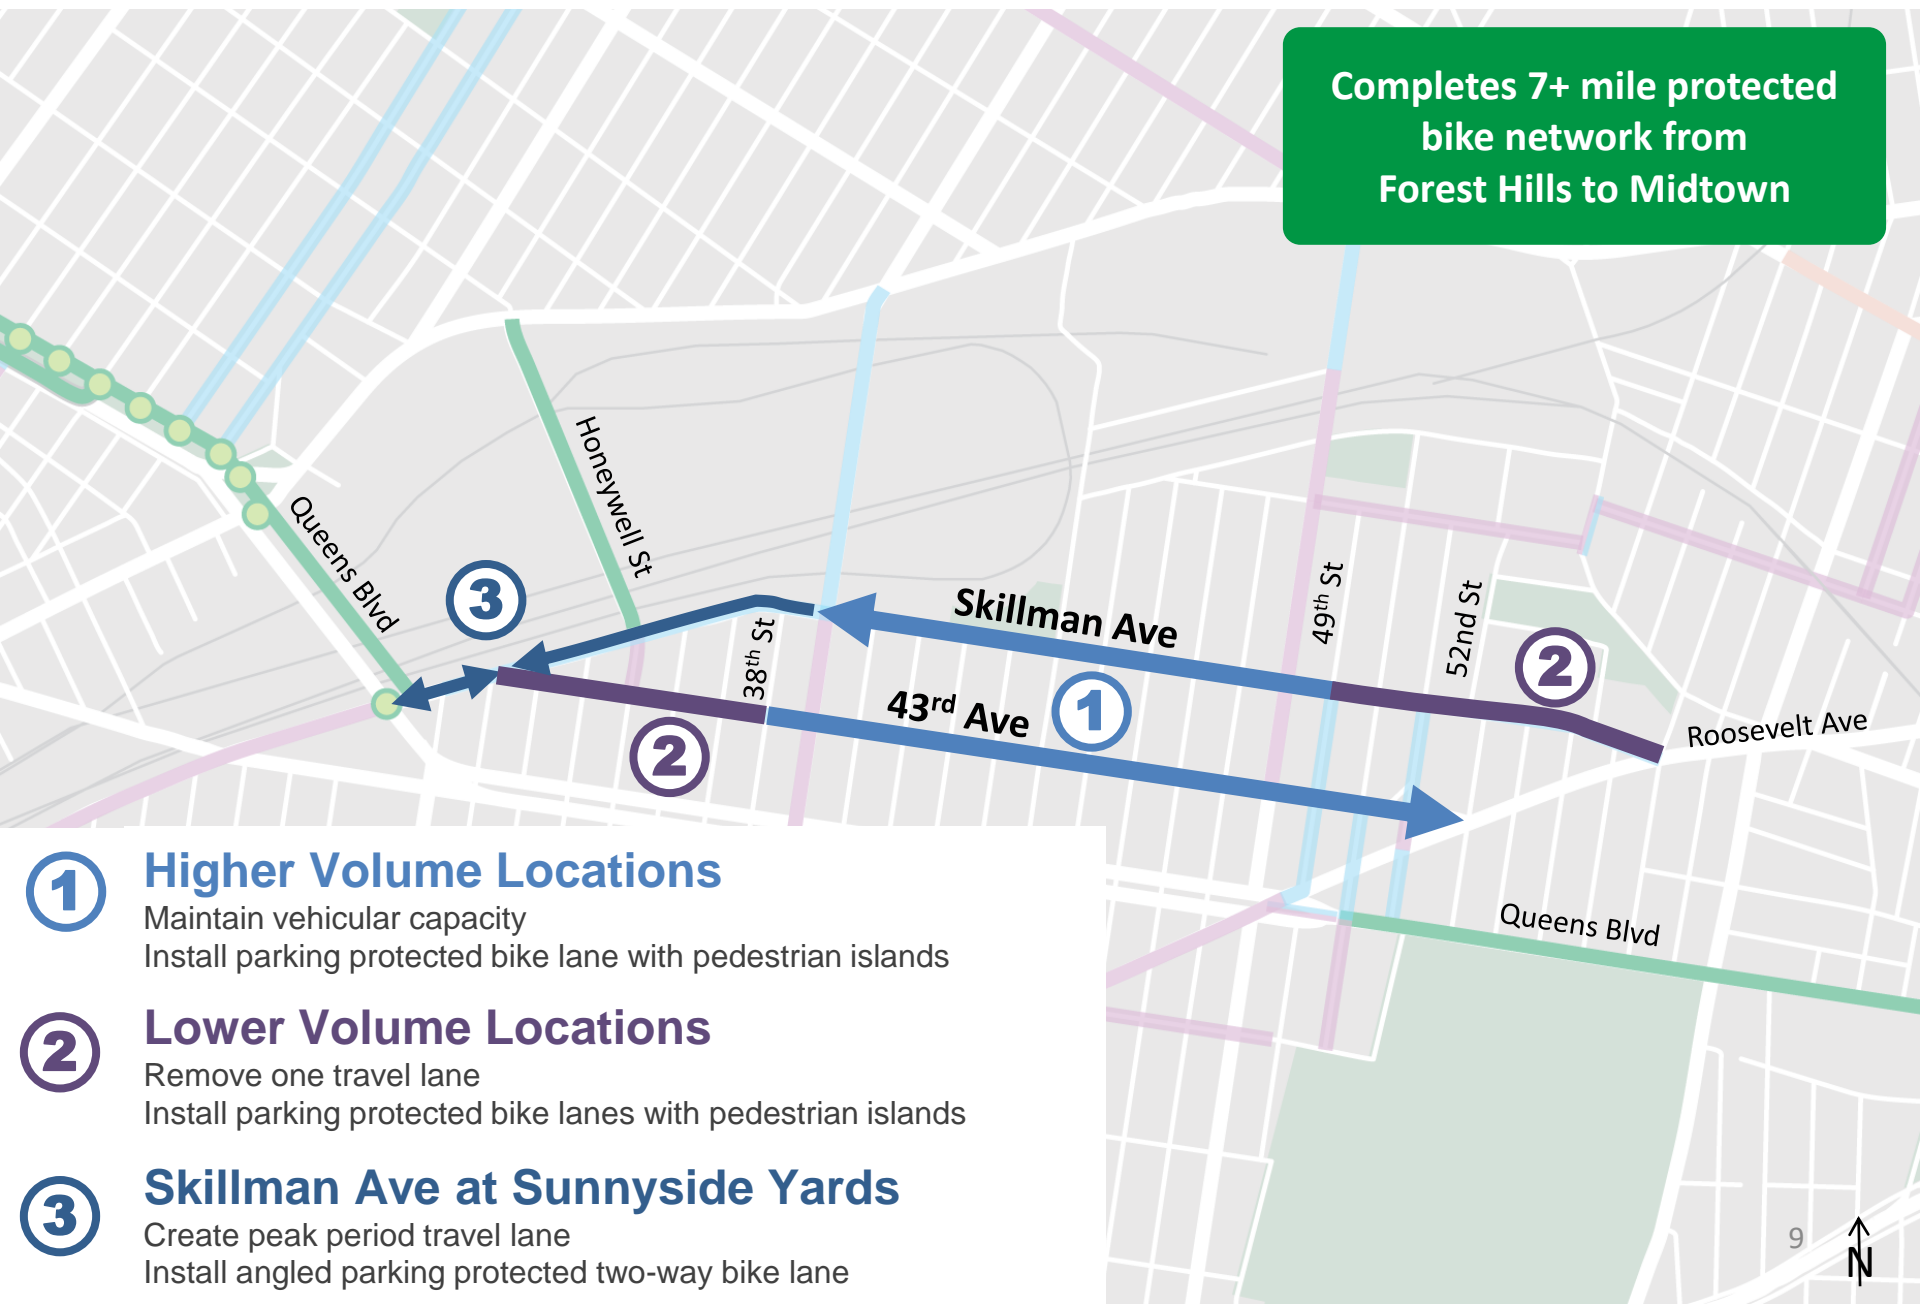 Completes 7+ mile protected
bike network from
Forest Hills to Midtown
Honeywell St
Queens Blvd
3
38th St
Skillman Ave
49th St
52nd St
2
43rd Ave
1
Roosevelt Ave
2
Queens Blvd
1
Higher Volume Locations
Maintain vehicular capacity
Install parking protected bike lane with pedestrian islands
2
Lower Volume Locations
Remove one travel lane
Install parking protected bike lanes with pedestrian islands
3
Skillman Ave at Sunnyside Yards
Create peak period travel lane
Install angled parking protected two-way bike lane
9
N